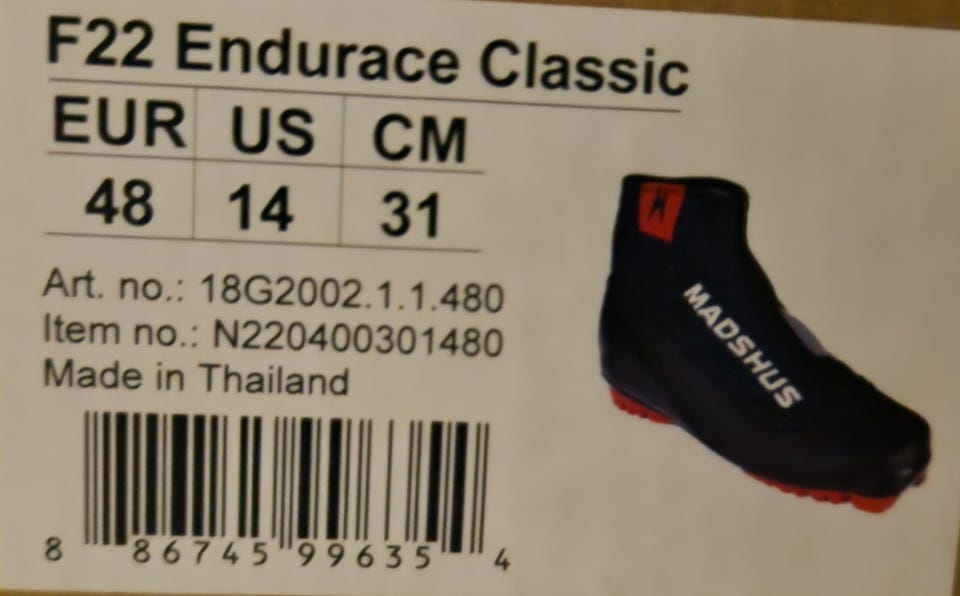 F22 Endurace Classic
EUR US CM
48 14 31
Art. no.: 18G2002.1.1.480
Item no.: N220400301480
Made in Thailand
MADSHUS
8 86745 99635 4